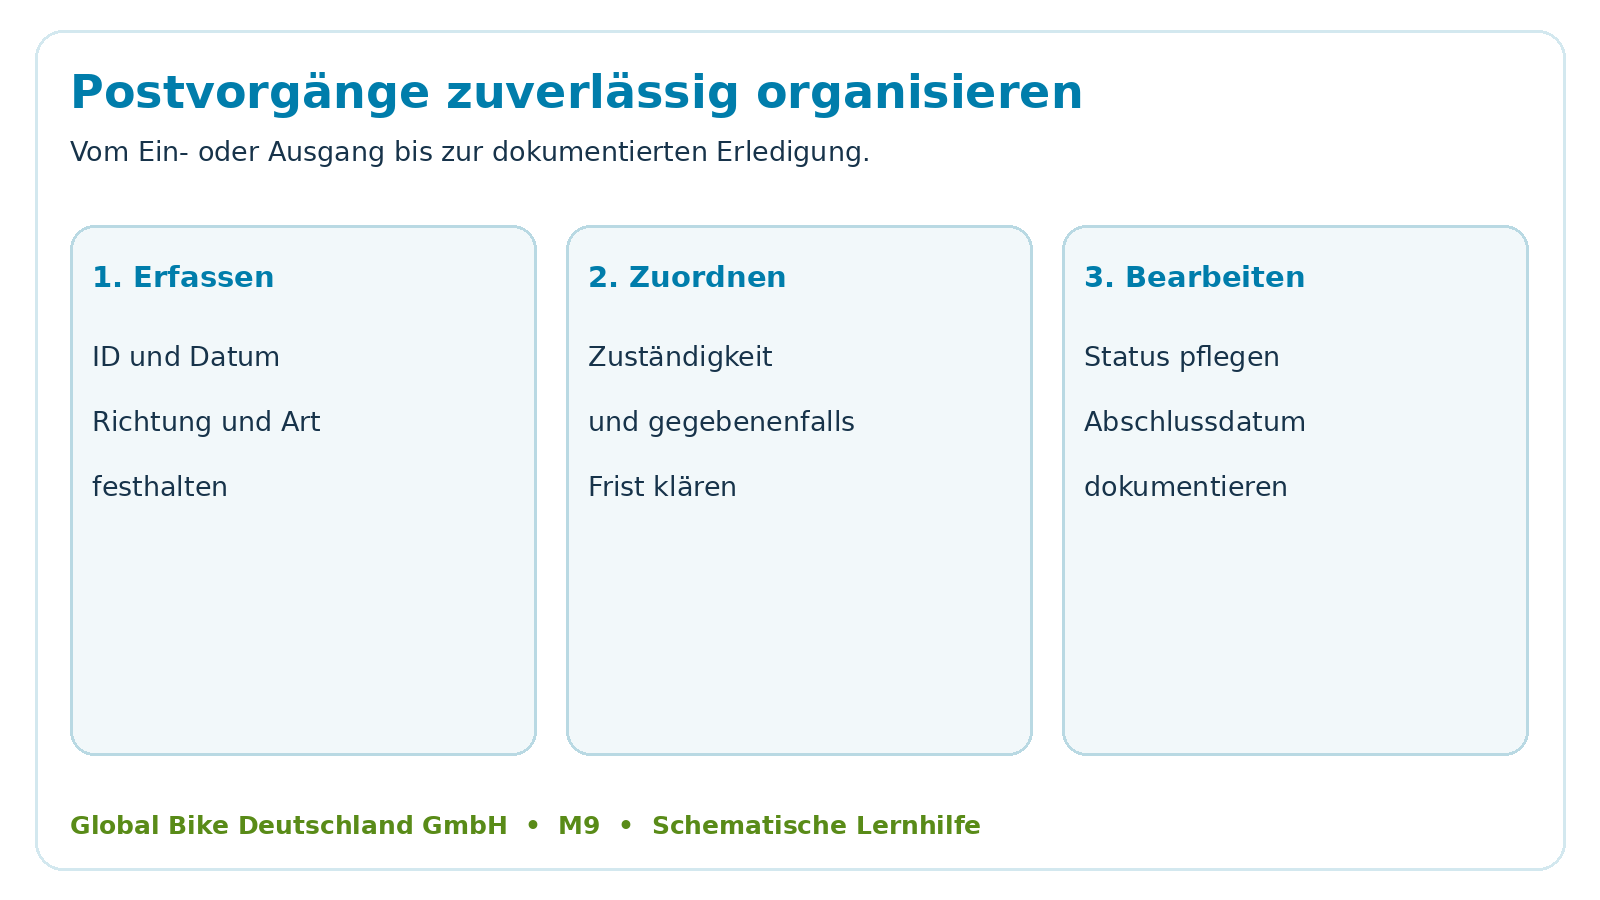 Postvorgänge zuverlässig organisieren
Vom Ein- oder Ausgang bis zur dokumentierten Erledigung.
1. Erfassen
ID und Datum
Richtung und Art
festhalten
2. Zuordnen
Zuständigkeit
und gegebenenfalls
Frist klären
3. Bearbeiten
Status pflegen
Abschlussdatum
dokumentieren
Global Bike Deutschland GmbH • M9 • Schematische Lernhilfe